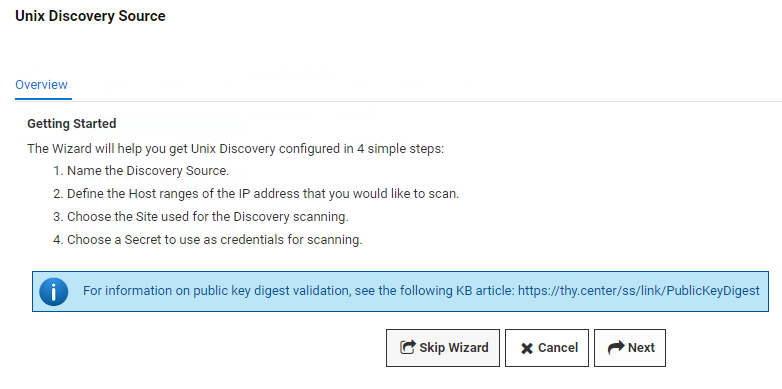 Unix Discovery Source
Overview
Getting Started
The Wizard will help you get Unix Discovery configured in 4 simple steps:
1. Name the Discovery Source.
2. Define the Host ranges of the IP address that you would like to scan.
3. Choose the Site used for the Discovery scanning.
4. Choose a Secret to use as credentials for scanning.
For information on public key digest validation, see the following KB article: https://thy.center/ss/link/PublicKeyDigest
Skip Wizard Cancel Next